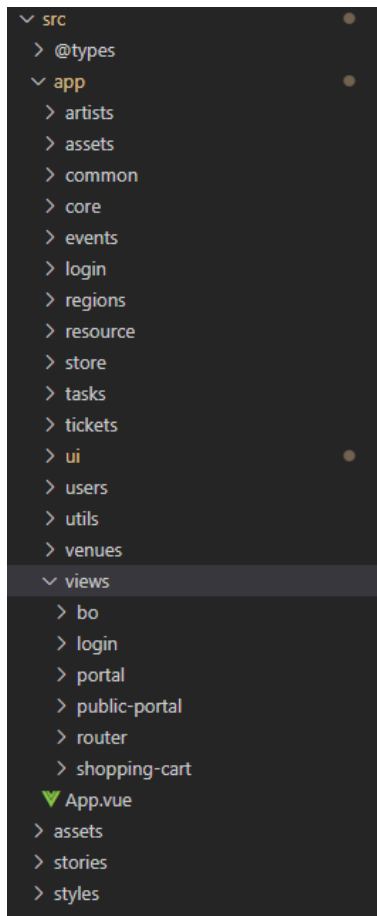 src
@types
app
artists
assets
common
core
events
login
regions
resource
store
tasks
tickets
ui
users
utils
venues
views
bo
login
portal
public-portal
router
shopping-cart
App.vue
assets
stories
styles